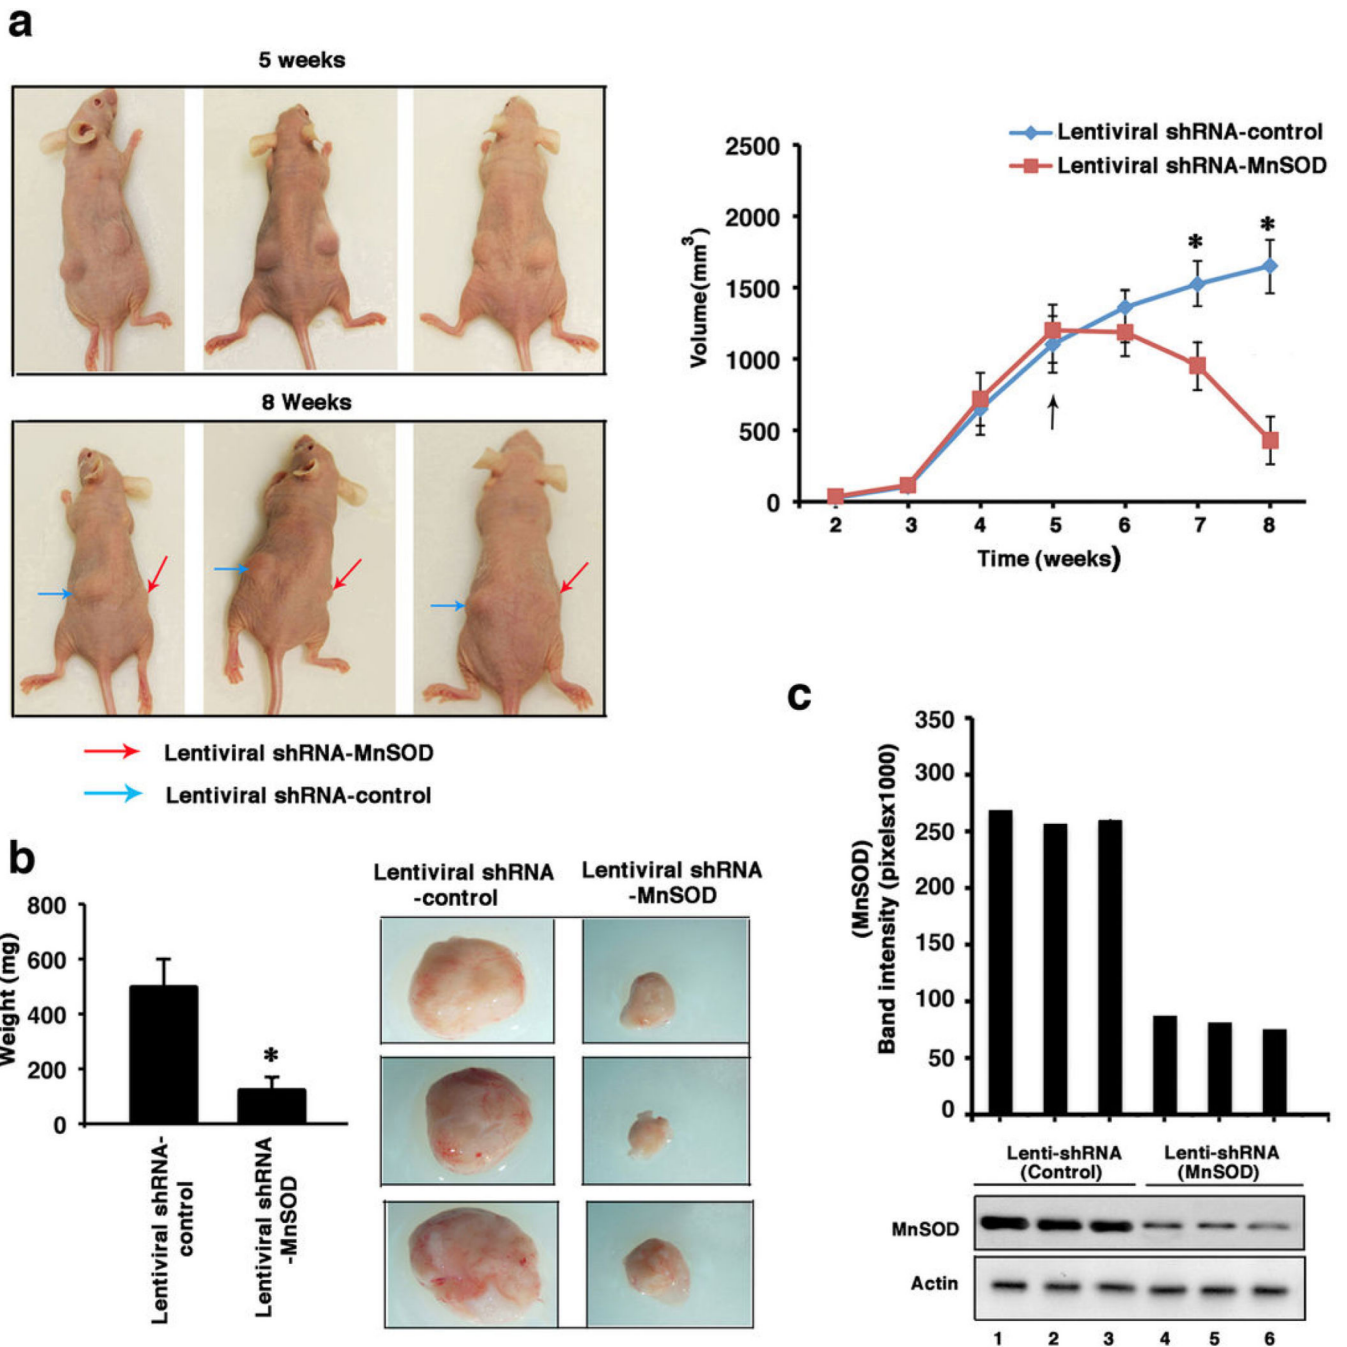 a
5 weeks
8 Weeks
Lentiviral shRNA-MnSOD
Lentiviral shRNA-control
Lentiviral shRNA-control
Lentiviral shRNA-MnSOD
Volume(mm3)
2500
2000
1500
1000
500
0
*
*
2 3 4 5 6 7 8
Time (weeks)
b
Weight (mg)
800
600
400
200
0
*
Lentiviral shRNA-
control
Lentiviral shRNA
-MnSOD
Lentiviral shRNA
-control
Lentiviral shRNA
-MnSOD
c
(MnSOD)
Band intensity (pixelsx1000)
350
300
250
200
150
100
50
0
Lenti-shRNA
(Control)
Lenti-shRNA
(MnSOD)
MnSOD
Actin
1 2 3 4 5 6